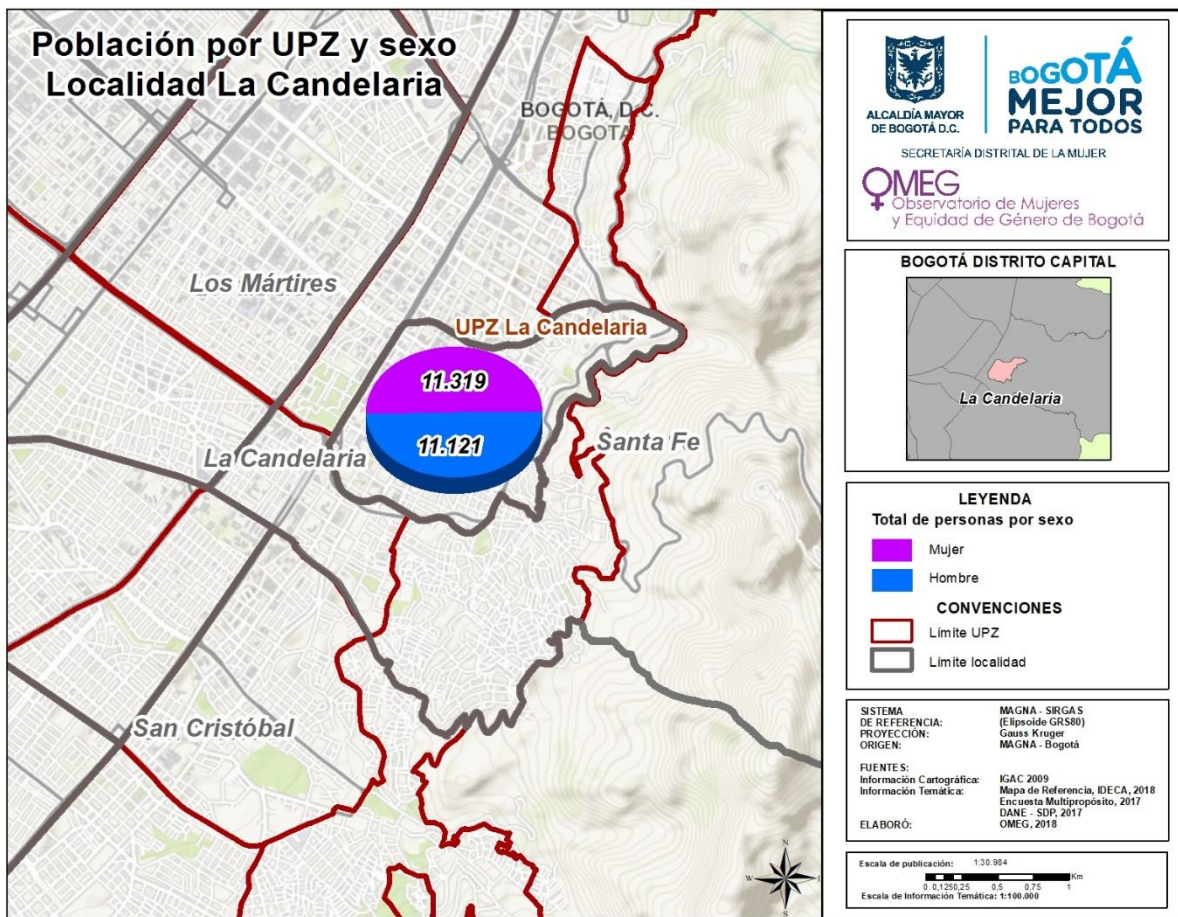 Población por UPZ y sexo
Localidad La Candelaria
BOGOTÁ, D.C.
BOGOTÁ
Los Mártires
UPZ La Candelaria
11.319
11.121
La Candelaria
Santa Fe
San Cristóbal
N
W
E
S
ALCALDÍA MAYOR
DE BOGOTÁ D.C.
BOGOTÁ
MEJOR
PARA TODOS
SECRETARÍA DISTRITAL DE LA MUJER
OMEG
Observatorio de Mujeres
y Equidad de Género de Bogotá
BOGOTÁ DISTRITO CAPITAL
La Candelaria
LEYENDA
Total de personas por sexo
Mujer
Hombre
CONVENCIONES
Límite UPZ
Límite localidad
SISTEMA
DE REFERENCIA: MAGNA - SIRGAS
(Elipsoide GRS80)
PROYECCIÓN: Gauss Kruger
ORIGEN: MAGNA - Bogotá
FUENTES:
Información Cartográfica: IGAC 2009
Información Temática: Mapa de Referencia, IDECA, 2018
Encuesta Multipropósito, 2017
DANE - SDP, 2017
ELABORÓ: OMEG, 2018
Escala de publicación: 1:30.984
Km
0 0,125 0,25 0,5 0,75 1
Escala de Información Temática: 1:100.000